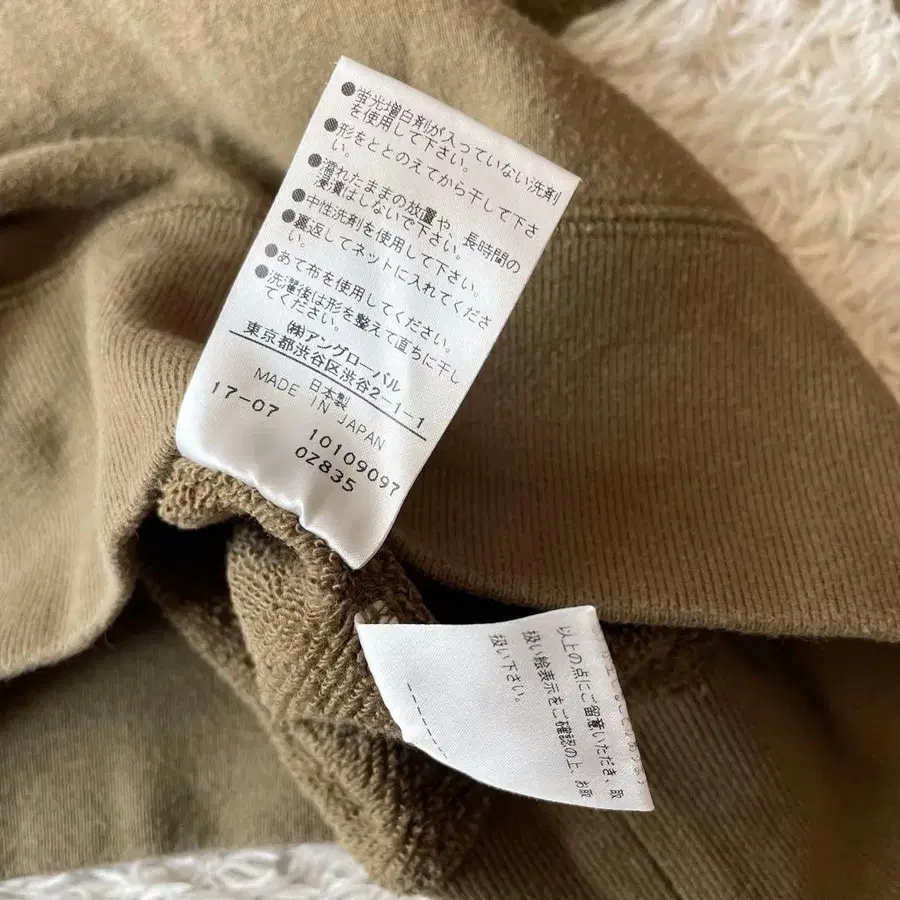 ●蛍光増白剤が入っていない洗剤
を使用して下さい。
●形をととのえてから干して下さ
い。
●濡れたままの放置や、長時間の
浸漬はしないで下さい。
●中性洗剤を使用して下さい。
●裏返してネットに入れてくださ
い。
●あて布を使用してください。
●洗濯後は形を整えて直ちに干し
てください。
㈱アングローバル
東京都渋谷区渋谷2-1-1
日本製
MADE IN JAPAN
17-07
10109097
0Z835
以上の点にご留意いただき、取
扱い絵表示をご確認の上、お取
扱い下さい。